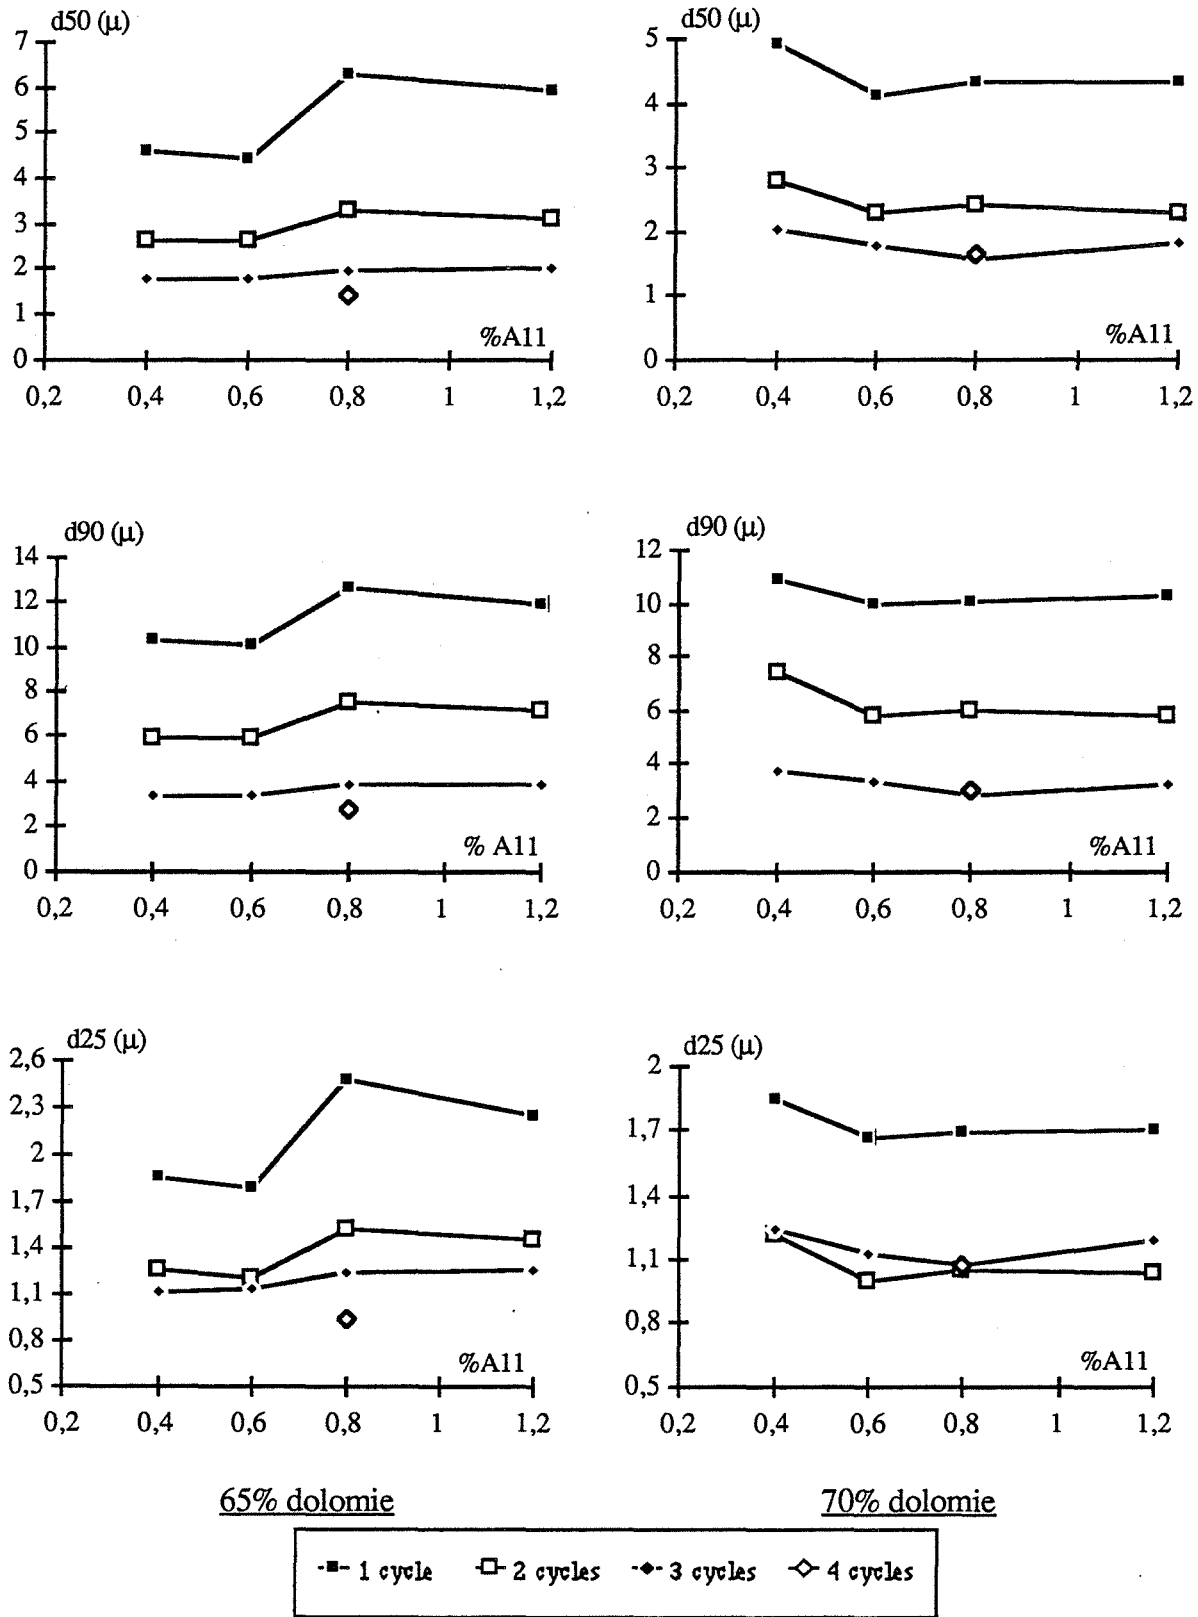 d50 (µ)
7
6
5
4
3
2
1
0
%A11
0,2 0,4 0,6 0,8 1 1,2
d50 (µ)
5
4
3
2
1
0
%A11
0,2 0,4 0,6 0,8 1 1,2
d90 (µ)
14
12
10
8
6
4
2
0
% A11
0,2 0,4 0,6 0,8 1 1,2
d90 (µ)
12
10
8
6
4
2
0
%A11
0,2 0,4 0,6 0,8 1 1,2
d25 (µ)
2,6
2,3
2
1,7
1,4
1,1
0,8
0,5
%A11
0,2 0,4 0,6 0,8 1 1,2
d25 (µ)
2
1,7
1,4
1,1
0,8
0,5
%A11
0,2 0,4 0,6 0,8 1 1,2
65% dolomie
70% dolomie
1 cycle 2 cycles 3 cycles 4 cycles